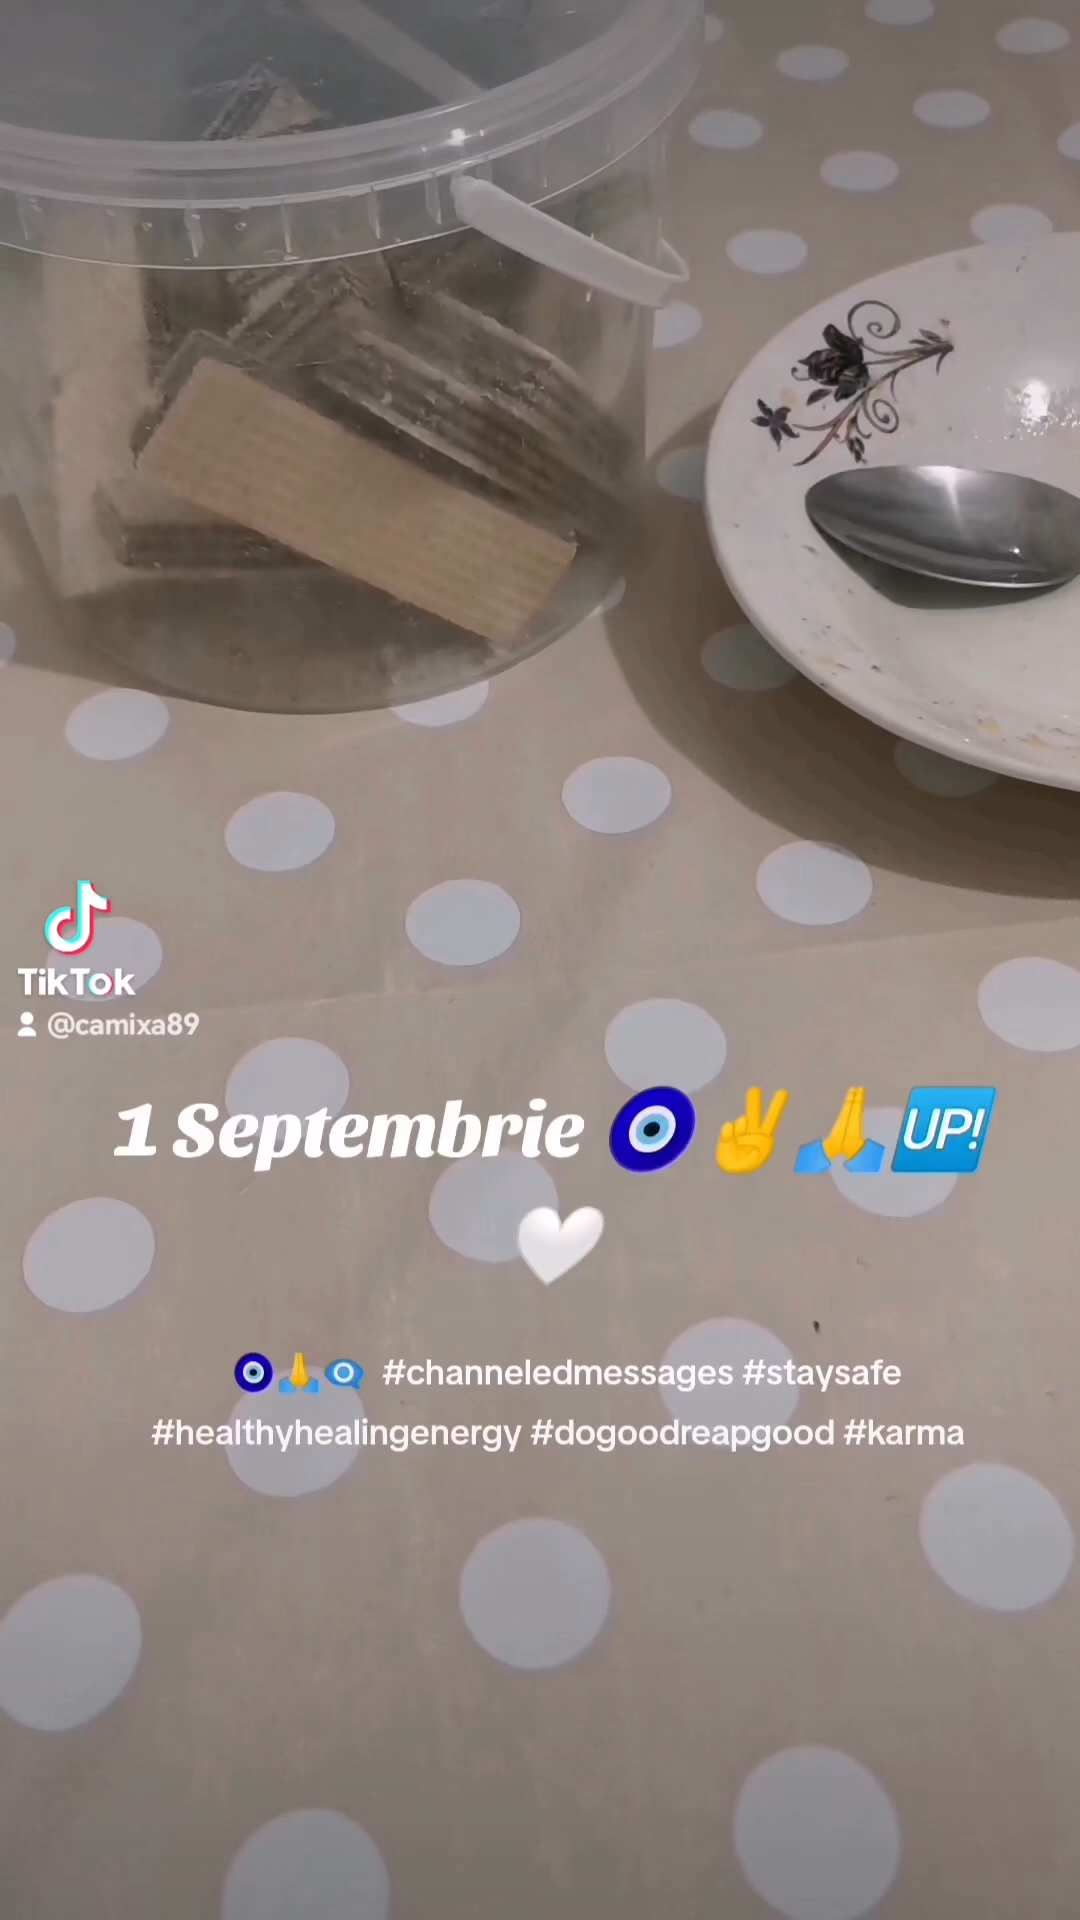 TikTok
@camixa89
1 Septembrie 🧿✌️🙏🆙
🤍
🧿🙏👁️‍🗨️ #channeledmessages #staysafe
#healthyhealingenergy #dogoodreapgood #karma